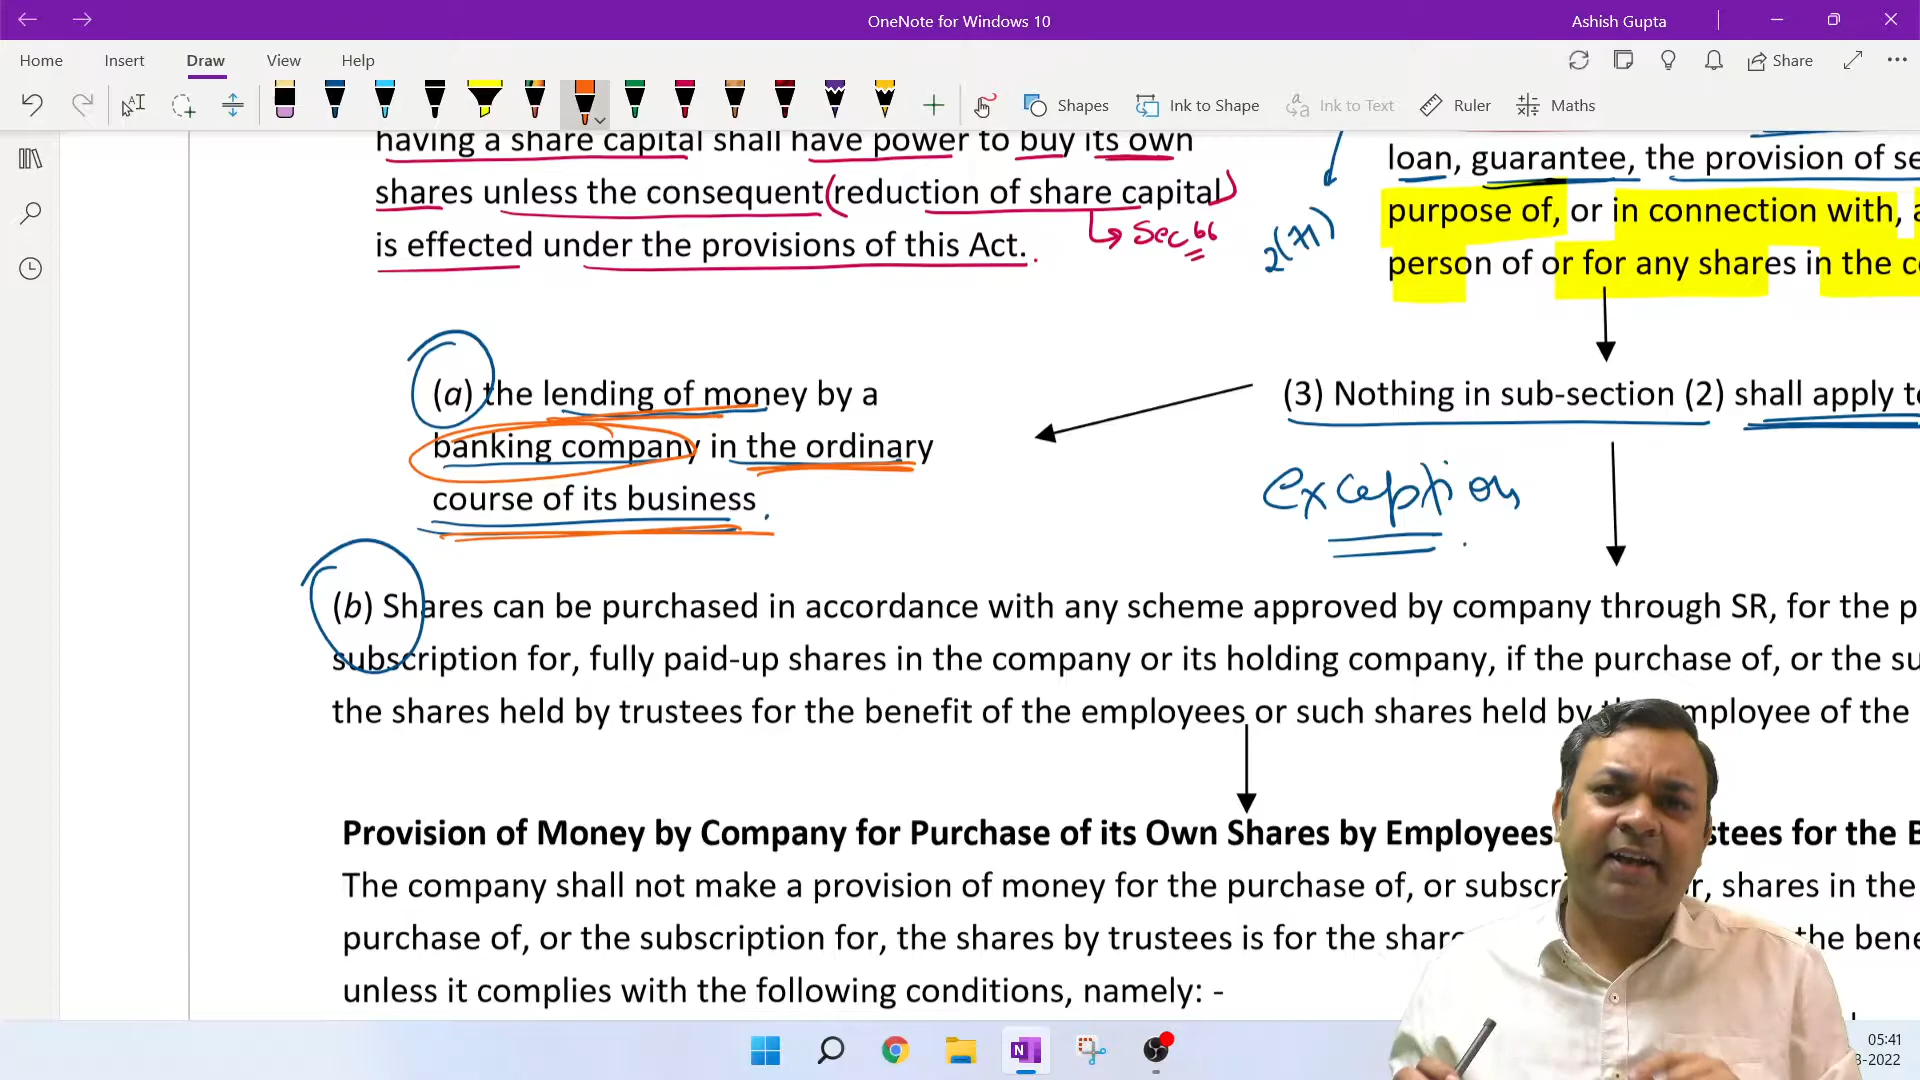 OneNote for Windows 10
Ashish Gupta
Home Insert Draw View Help
Share
Shapes Ink to Shape Ink to Text Ruler Maths
having a share capital shall have power to buy its own
shares unless the consequent (reduction of share capital)
is effected under the provisions of this Act.
Sec 66
2(71)
loan, guarantee, the provision of se
purpose of, or in connection with, a
person of or for any shares in the c
(a) the lending of money by a
banking company in the ordinary
course of its business.
(3) Nothing in sub-section (2) shall apply to
exception
(b) Shares can be purchased in accordance with any scheme approved by company through SR, for the p
subscription for, fully paid-up shares in the company or its holding company, if the purchase of, or the su
the shares held by trustees for the benefit of the employees or such shares held by employee of the
Provision of Money by Company for Purchase of its Own Shares by Employees stees for the B
The company shall not make a provision of money for the purchase of, or subscr r, shares in the
purchase of, or the subscription for, the shares by trustees is for the share the bene
unless it complies with the following conditions, namely: -
N
05:41
3-2022